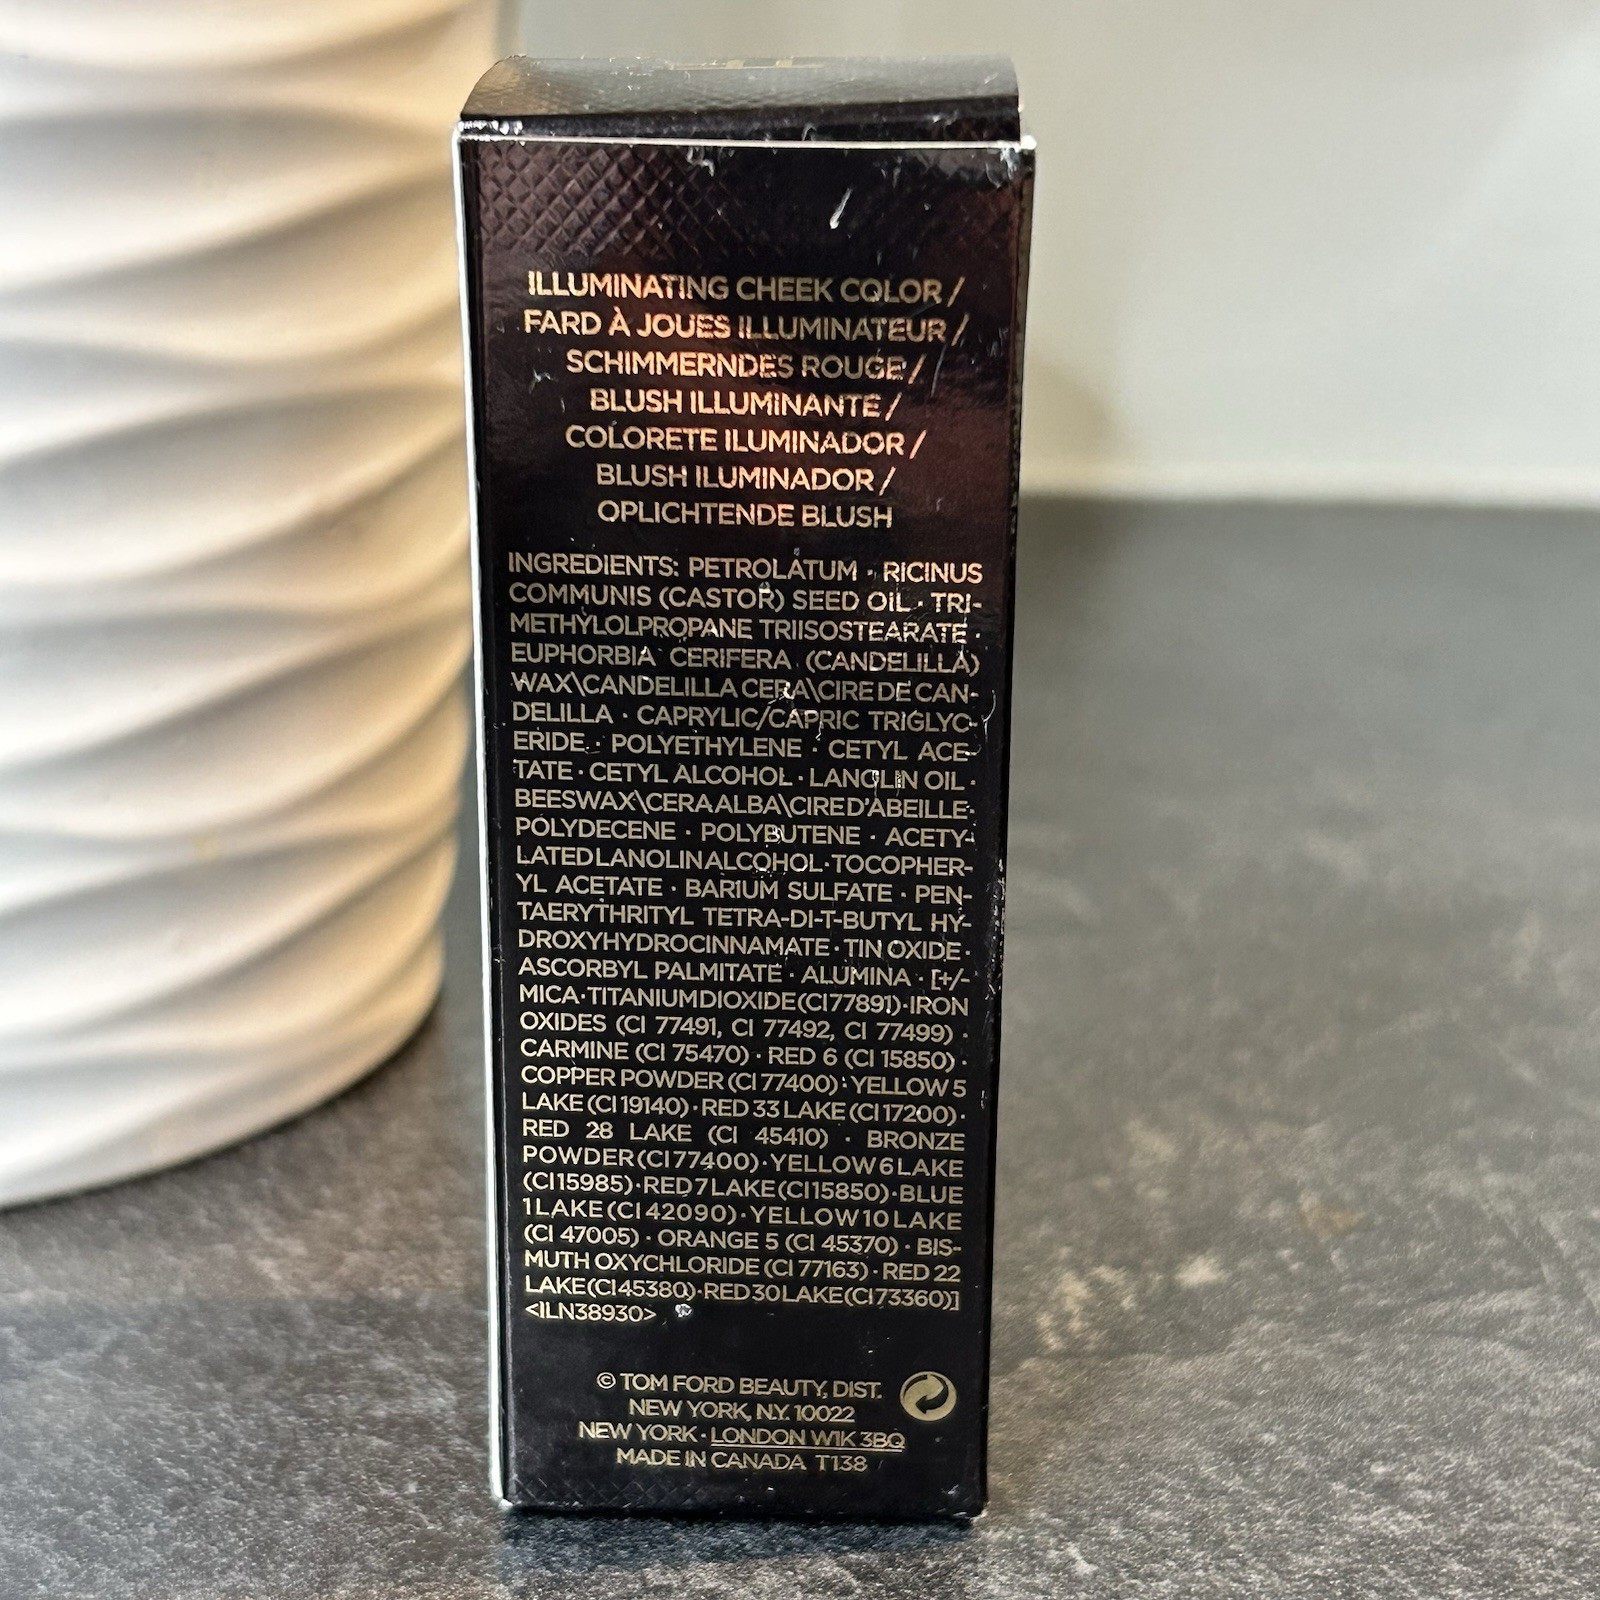 ILLUMINATING CHEEK COLOR /
FARD À JOUES ILLUMINATEUR /
SCHIMMERNDES ROUGE /
BLUSH ILLUMINANTE /
COLORETE ILUMINADOR /
BLUSH ILUMINADOR /
OPLICHTENDE BLUSH
INGREDIENTS: PETROLATUM · RICINUS
COMMUNIS (CASTOR) SEED OIL · TRI-
METHYLOLPROPANE TRIISOSTEARATE ·
EUPHORBIA CERIFERA (CANDELILLA)
WAX\CANDELILLA CERA\CIRE DE CAN-
DELILLA · CAPRYLIC/CAPRIC TRIGLYC-
ERIDE · POLYETHYLENE · CETYL ACE-
TATE · CETYL ALCOHOL · LANOLIN OIL ·
BEESWAX\CERA ALBA\CIRE D'ABEILLE ·
POLYDECENE · POLYBUTENE · ACETY-
LATED LANOLIN ALCOHOL · TOCOPHER-
YL ACETATE · BARIUM SULFATE · PEN-
TAERYTHRITYL TETRA-DI-T-BUTYL HY-
DROXYHYDROCINNAMATE · TIN OXIDE ·
ASCORBYL PALMITATE · ALUMINA · [+/-
MICA · TITANIUM DIOXIDE (CI 77891) · IRON
OXIDES (CI 77491, CI 77492, CI 77499) ·
CARMINE (CI 75470) · RED 6 (CI 15850) ·
COPPER POWDER (CI 77400) · YELLOW 5
LAKE (CI 19140) · RED 33 LAKE (CI 17200) ·
RED 28 LAKE (CI 45410) · BRONZE
POWDER (CI 77400) · YELLOW 6 LAKE
(CI 15985) · RED 7 LAKE (CI 15850) · BLUE
1 LAKE (CI 42090) · YELLOW 10 LAKE
(CI 47005) · ORANGE 5 (CI 45370) · BIS-
MUTH OXYCHLORIDE (CI 77163) · RED 22
LAKE (CI 45380) · RED 30 LAKE (CI 73360)]
<ILN38930>
© TOM FORD BEAUTY, DIST.
NEW YORK, N.Y. 10022
NEW YORK · LONDON W1K 3BQ
MADE IN CANADA T138